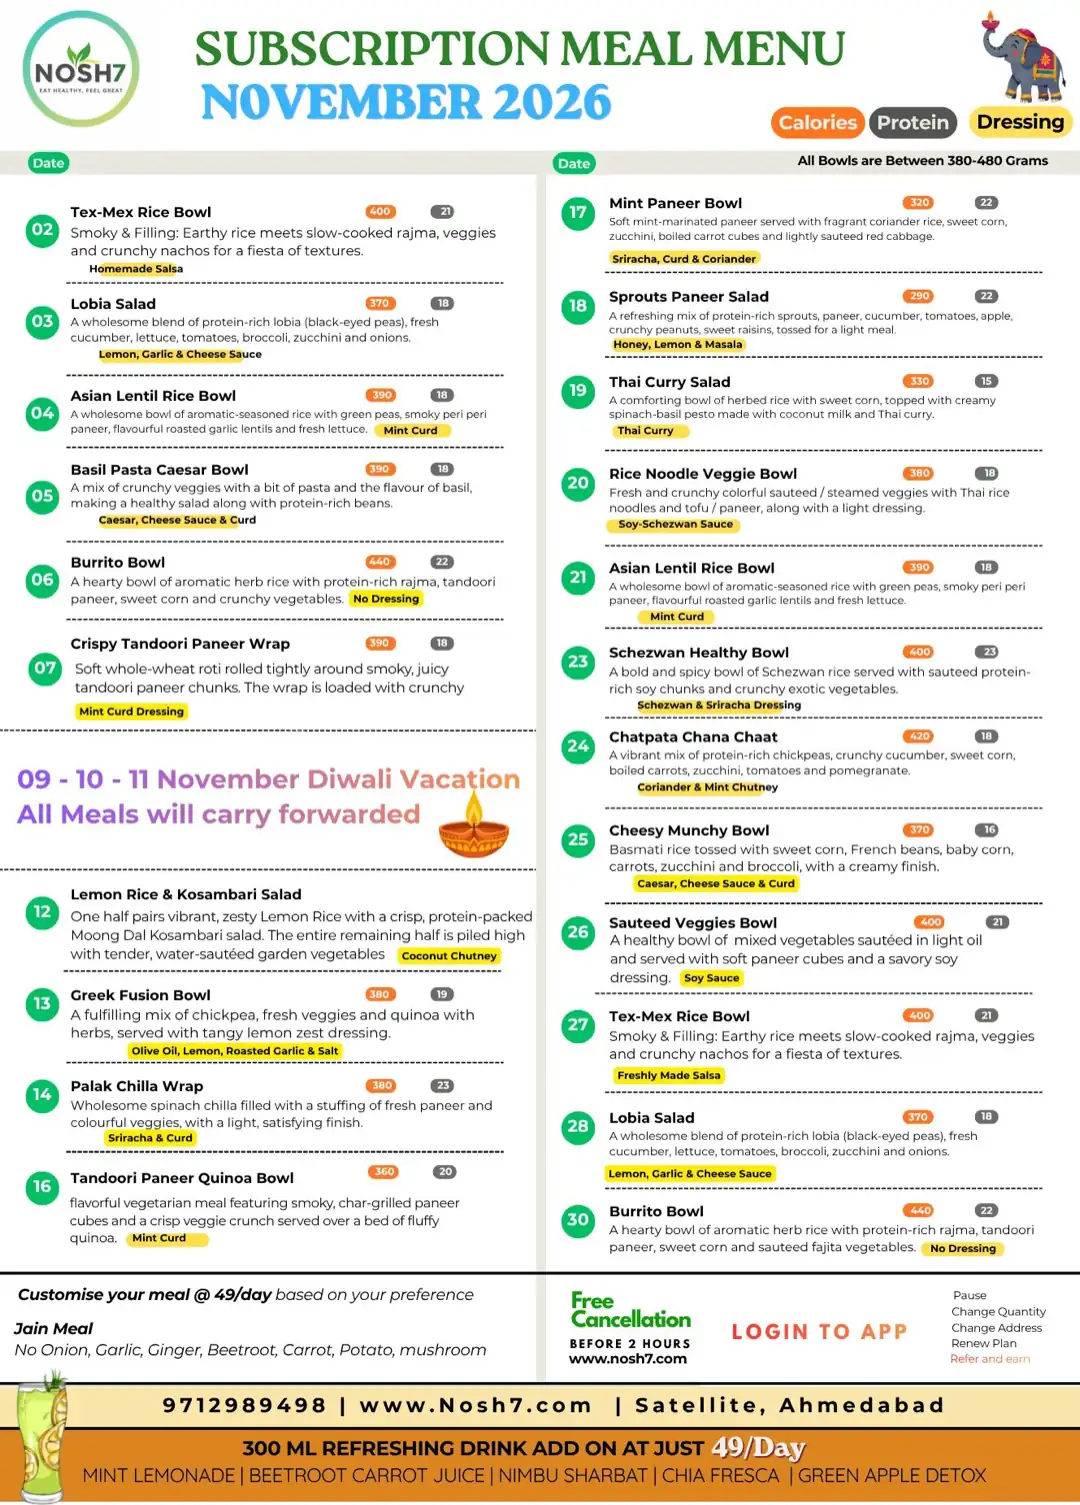 NOSH7
EAT HEALTHY, FEEL GREAT
SUBSCRIPTION MEAL MENU
NOVEMBER 2026
Calories Protein Dressing
Date
02
Tex-Mex Rice Bowl 400 21
Smoky & Filling: Earthy rice meets slow-cooked rajma, veggies
and crunchy nachos for a fiesta of textures.
Homemade Salsa
03
Lobia Salad 370 18
A wholesome blend of protein-rich lobia (black-eyed peas), fresh
cucumber, lettuce, tomatoes, broccoli, zucchini and onions.
Lemon, Garlic & Cheese Sauce
04
Asian Lentil Rice Bowl 390 18
A wholesome bowl of aromatic-seasoned rice with green peas, smoky peri peri
paneer, flavourful roasted garlic lentils and fresh lettuce. Mint Curd
05
Basil Pasta Caesar Bowl 390 18
A mix of crunchy veggies with a bit of pasta and the flavour of basil,
making a healthy salad along with protein-rich beans.
Caesar, Cheese Sauce & Curd
06
Burrito Bowl 440 22
A hearty bowl of aromatic herb rice with protein-rich rajma, tandoori
paneer, sweet corn and crunchy vegetables. No Dressing
07
Crispy Tandoori Paneer Wrap 390 18
Soft whole-wheat roti rolled tightly around smoky, juicy
tandoori paneer chunks. The wrap is loaded with crunchy
Mint Curd Dressing
09 - 10 - 11 November Diwali Vacation
All Meals will carry forwarded
12
Lemon Rice & Kosambari Salad
One half pairs vibrant, zesty Lemon Rice with a crisp, protein-packed
Moong Dal Kosambari salad. The entire remaining half is piled high
with tender, water-sautéed garden vegetables Coconut Chutney
13
Greek Fusion Bowl 380 19
A fulfilling mix of chickpea, fresh veggies and quinoa with
herbs, served with tangy lemon zest dressing.
Olive Oil, Lemon, Roasted Garlic & Salt
14
Palak Chilla Wrap 380 23
Wholesome spinach chilla filled with a stuffing of fresh paneer and
colourful veggies, with a light, satisfying finish.
Sriracha & Curd
16
Tandoori Paneer Quinoa Bowl 360 20
flavorful vegetarian meal featuring smoky, char-grilled paneer
cubes and a crisp veggie crunch served over a bed of fluffy
quinoa. Mint Curd
Date All Bowls are Between 380-480 Grams
17
Mint Paneer Bowl 320 22
Soft mint-marinated paneer served with fragrant coriander rice, sweet corn,
zucchini, boiled carrot cubes and lightly sauteed red cabbage.
Sriracha, Curd & Coriander
18
Sprouts Paneer Salad 290 22
A refreshing mix of protein-rich sprouts, paneer, cucumber, tomatoes, apple,
crunchy peanuts, sweet raisins, tossed for a light meal.
Honey, Lemon & Masala
19
Thai Curry Salad 330 15
A comforting bowl of herbed rice with sweet corn, topped with creamy
spinach-basil pesto made with coconut milk and Thai curry.
Thai Curry
20
Rice Noodle Veggie Bowl 380 18
Fresh and crunchy colorful sauteed / steamed veggies with Thai rice
noodles and tofu / paneer, along with a light dressing.
Soy-Schezwan Sauce
21
Asian Lentil Rice Bowl 390 18
A wholesome bowl of aromatic-seasoned rice with green peas, smoky peri peri
paneer, flavourful roasted garlic lentils and fresh lettuce.
Mint Curd
23
Schezwan Healthy Bowl 400 23
A bold and spicy bowl of Schezwan rice served with sauteed protein-
rich soy chunks and crunchy exotic vegetables.
Schezwan & Sriracha Dressing
24
Chatpata Chana Chaat 420 18
A vibrant mix of protein-rich chickpeas, crunchy cucumber, sweet corn,
boiled carrots, zucchini, tomatoes and pomegranate.
Coriander & Mint Chutney
25
Cheesy Munchy Bowl 370 16
Basmati rice tossed with sweet corn, French beans, baby corn,
carrots, zucchini and broccoli, with a creamy finish.
Caesar, Cheese Sauce & Curd
26
Sauteed Veggies Bowl 400 21
A healthy bowl of mixed vegetables sautéed in light oil
and served with soft paneer cubes and a savory soy
dressing. Soy Sauce
27
Tex-Mex Rice Bowl 400 21
Smoky & Filling: Earthy rice meets slow-cooked rajma, veggies
and crunchy nachos for a fiesta of textures.
Freshly Made Salsa
28
Lobia Salad 370 18
A wholesome blend of protein-rich lobia (black-eyed peas), fresh
cucumber, lettuce, tomatoes, broccoli, zucchini and onions.
Lemon, Garlic & Cheese Sauce
30
Burrito Bowl 440 22
A hearty bowl of aromatic herb rice with protein-rich rajma, tandoori
paneer, sweet corn and sauteed fajita vegetables. No Dressing
Customise your meal @ 49/day based on your preference
Jain Meal
No Onion, Garlic, Ginger, Beetroot, Carrot, Potato, mushroom
Free
Cancellation
BEFORE 2 HOURS
www.nosh7.com
LOGIN TO APP
Pause
Change Quantity
Change Address
Renew Plan
Refer and earn
9712989498 | www.Nosh7.com | Satellite, Ahmedabad
300 ML REFRESHING DRINK ADD ON AT JUST 49/Day
MINT LEMONADE | BEETROOT CARROT JUICE | NIMBU SHARBAT | CHIA FRESCA | GREEN APPLE DETOX